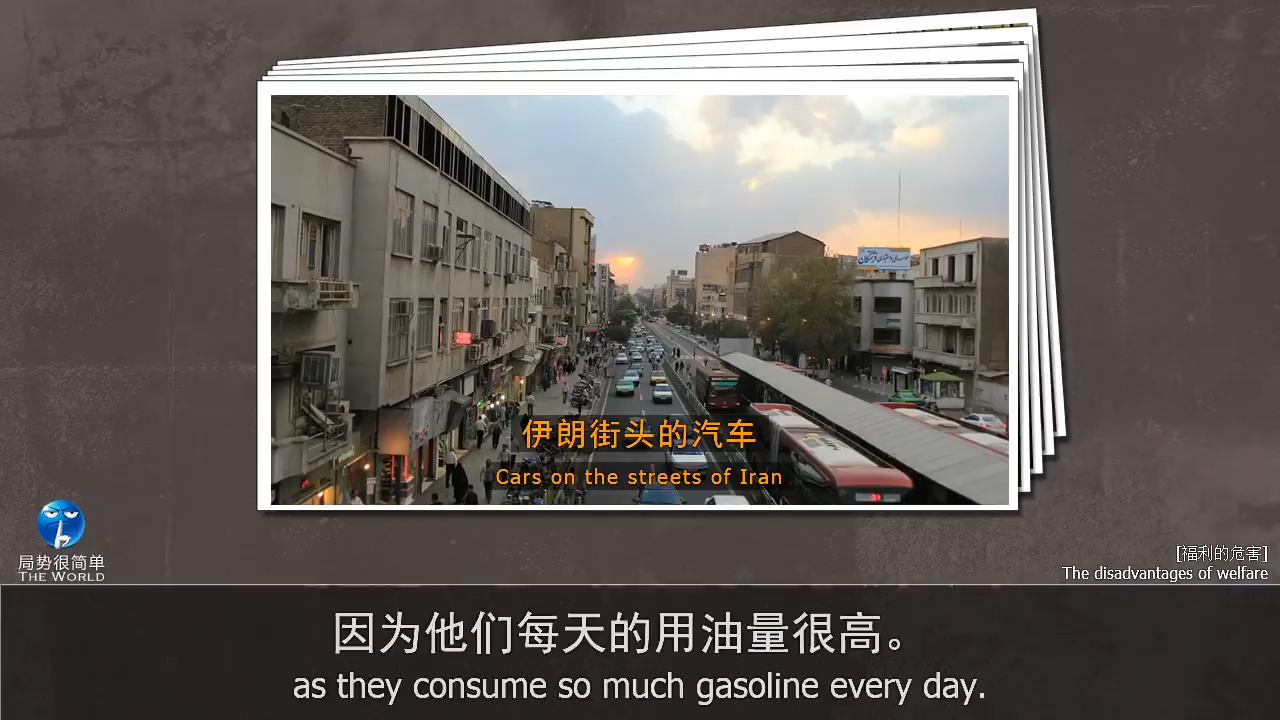 伊朗街头的汽车
Cars on the streets of Iran
局势很简单
THE WORLD
[福利的危害]
The disadvantages of welfare
因为他们每天的用油量很高。
as they consume so much gasoline every day.